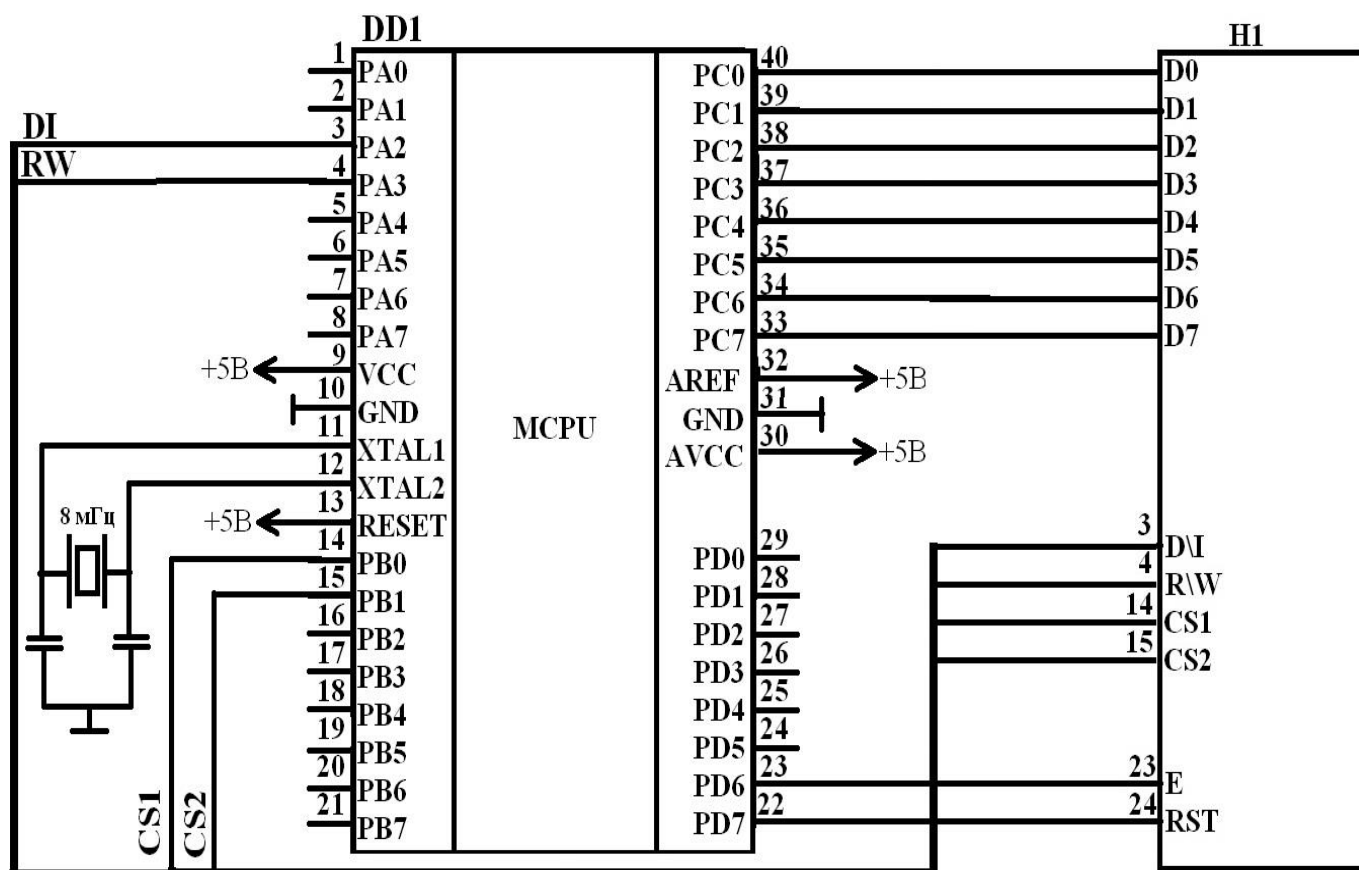 DD1
H1
1
PA0
2
PA1
DI
3
PA2
RW
4
PA3
5
PA4
6
PA5
7
PA6
8
PA7
9
+5В
VCC
10
GND
11
XTAL1
12
XTAL2
13
8 мГц
+5В
RESET
14
PB0
15
PB1
16
PB2
17
PB3
18
PB4
19
PB5
20
PB6
21
PB7
CS1
CS2
MCPU
40
PC0
39
PC1
38
PC2
37
PC3
36
PC4
35
PC5
34
PC6
33
PC7
32
AREF
+5В
31
GND
30
AVCC
+5В
29
PD0
28
PD1
27
PD2
26
PD3
25
PD4
24
PD5
23
PD6
22
PD7
D0
D1
D2
D3
D4
D5
D6
D7
3
D\I
4
R\W
14
CS1
15
CS2
23
E
24
RST